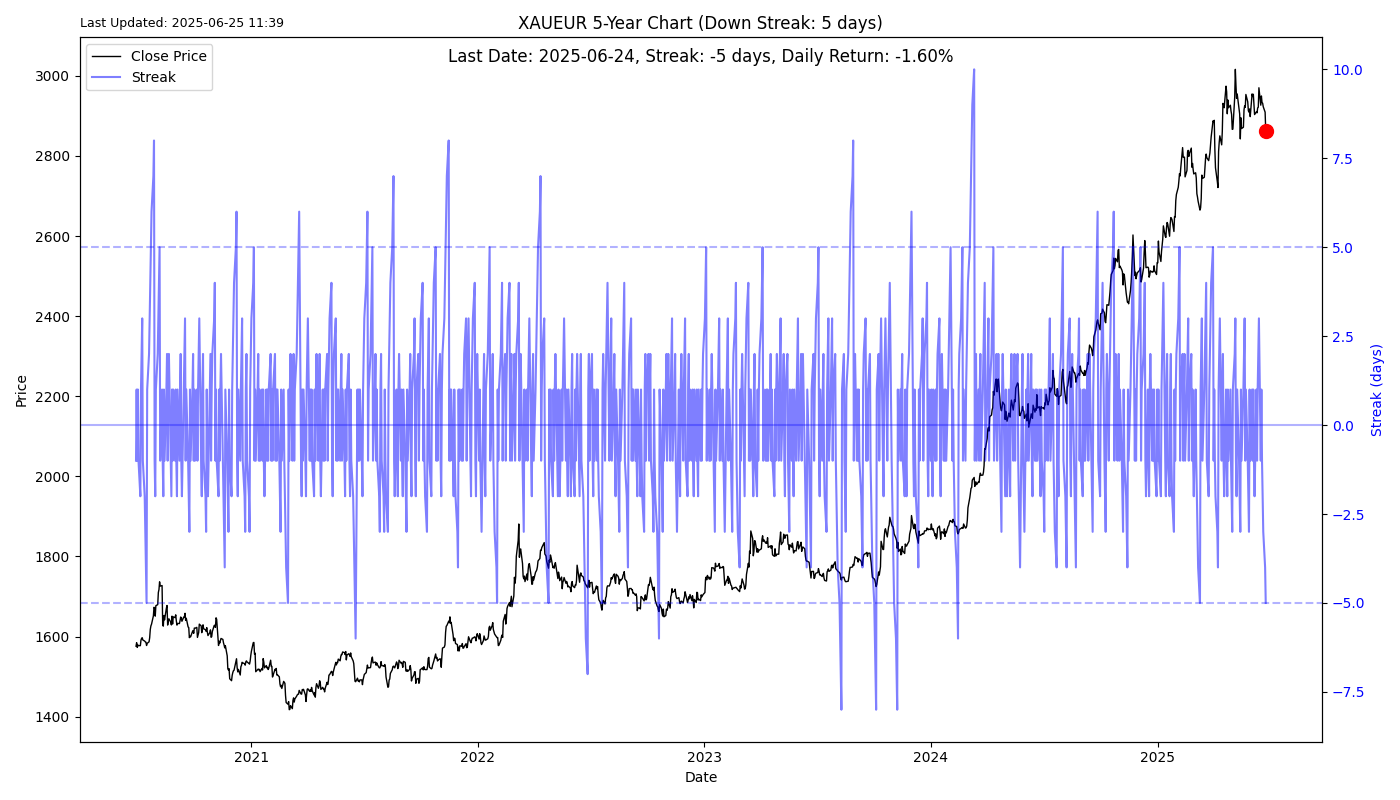 Last Updated: 2025-06-25 11:39
XAUEUR 5-Year Chart (Down Streak: 5 days)
Last Date: 2025-06-24, Streak: -5 days, Daily Return: -1.60%
Close Price
Streak
3000
2800
2600
2400
2200
2000
1800
1600
1400
Price
10.0
7.5
5.0
2.5
0.0
−2.5
−5.0
−7.5
Streak (days)
2021
2022
2023
2024
2025
Date